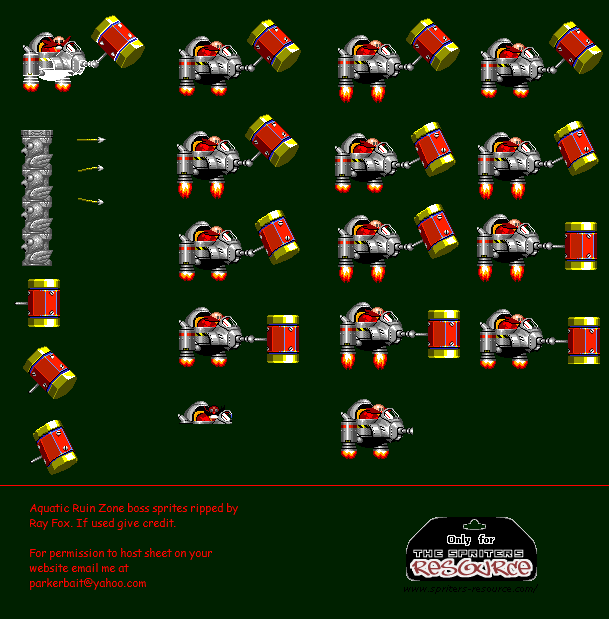 Aquatic Ruin Zone boss sprites ripped by
Ray Fox. If used give credit.
For permission to host sheet on your
website email me at
parkerbait@yahoo.com
Only for
THE SPRITERS
RESOURCE
www.spriters-resource.com/